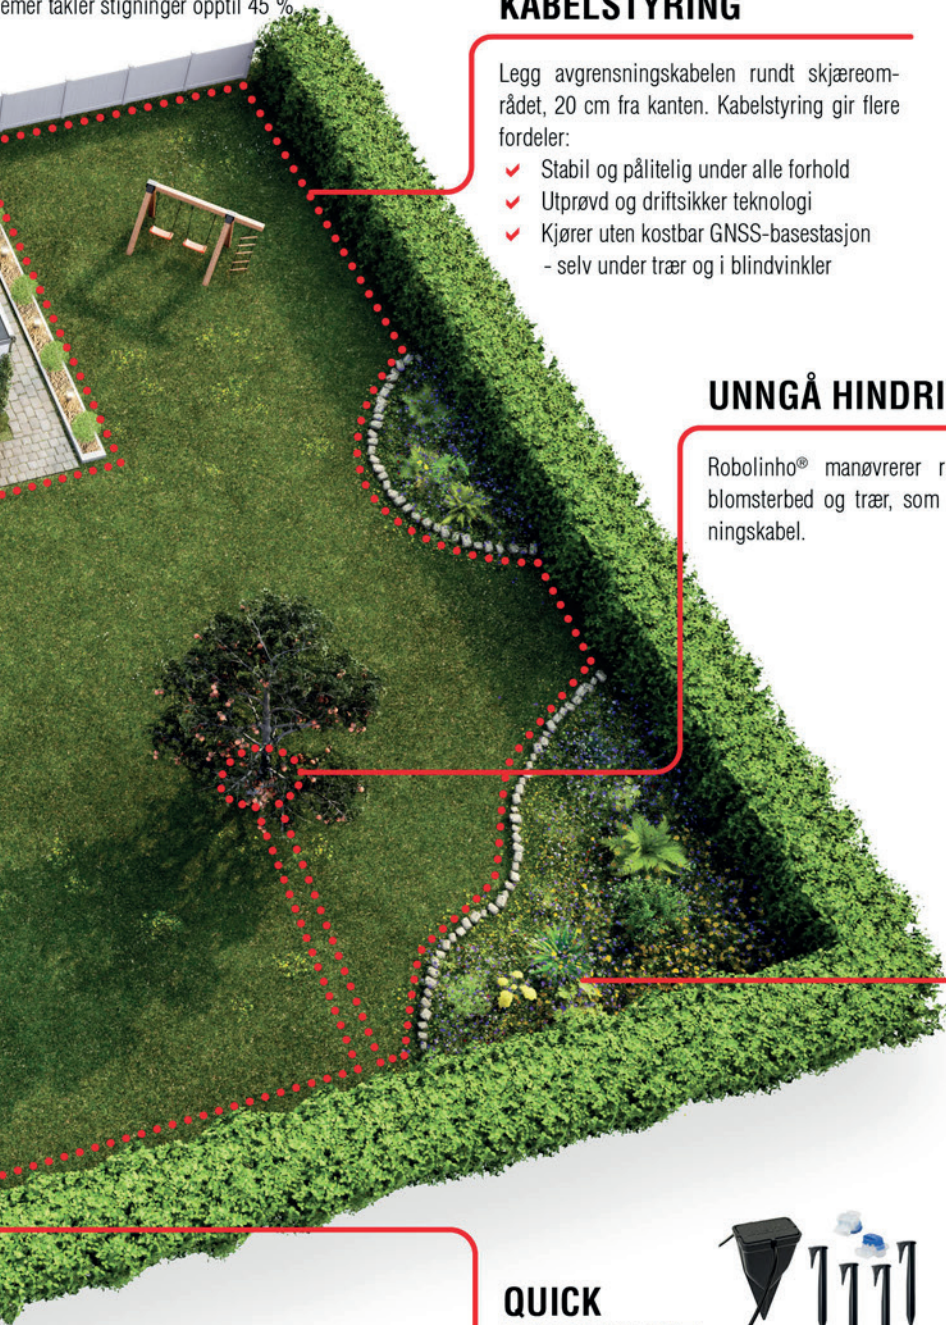 emer takler stigninger opptil 45 %
KABELSTYRING
Legg avgrensningskabelen rundt skjæreom-
rådet, 20 cm fra kanten. Kabelstyring gir flere
fordeler:
Stabil og pålitelig under alle forhold
Utprøvd og driftsikker teknologi
Kjører uten kostbar GNSS-basestasjon
- selv under trær og i blindvinkler
UNNGÅ HINDRI
Robolinho® manøvrerer r
blomsterbed og trær, som
ningskabel.
QUICK